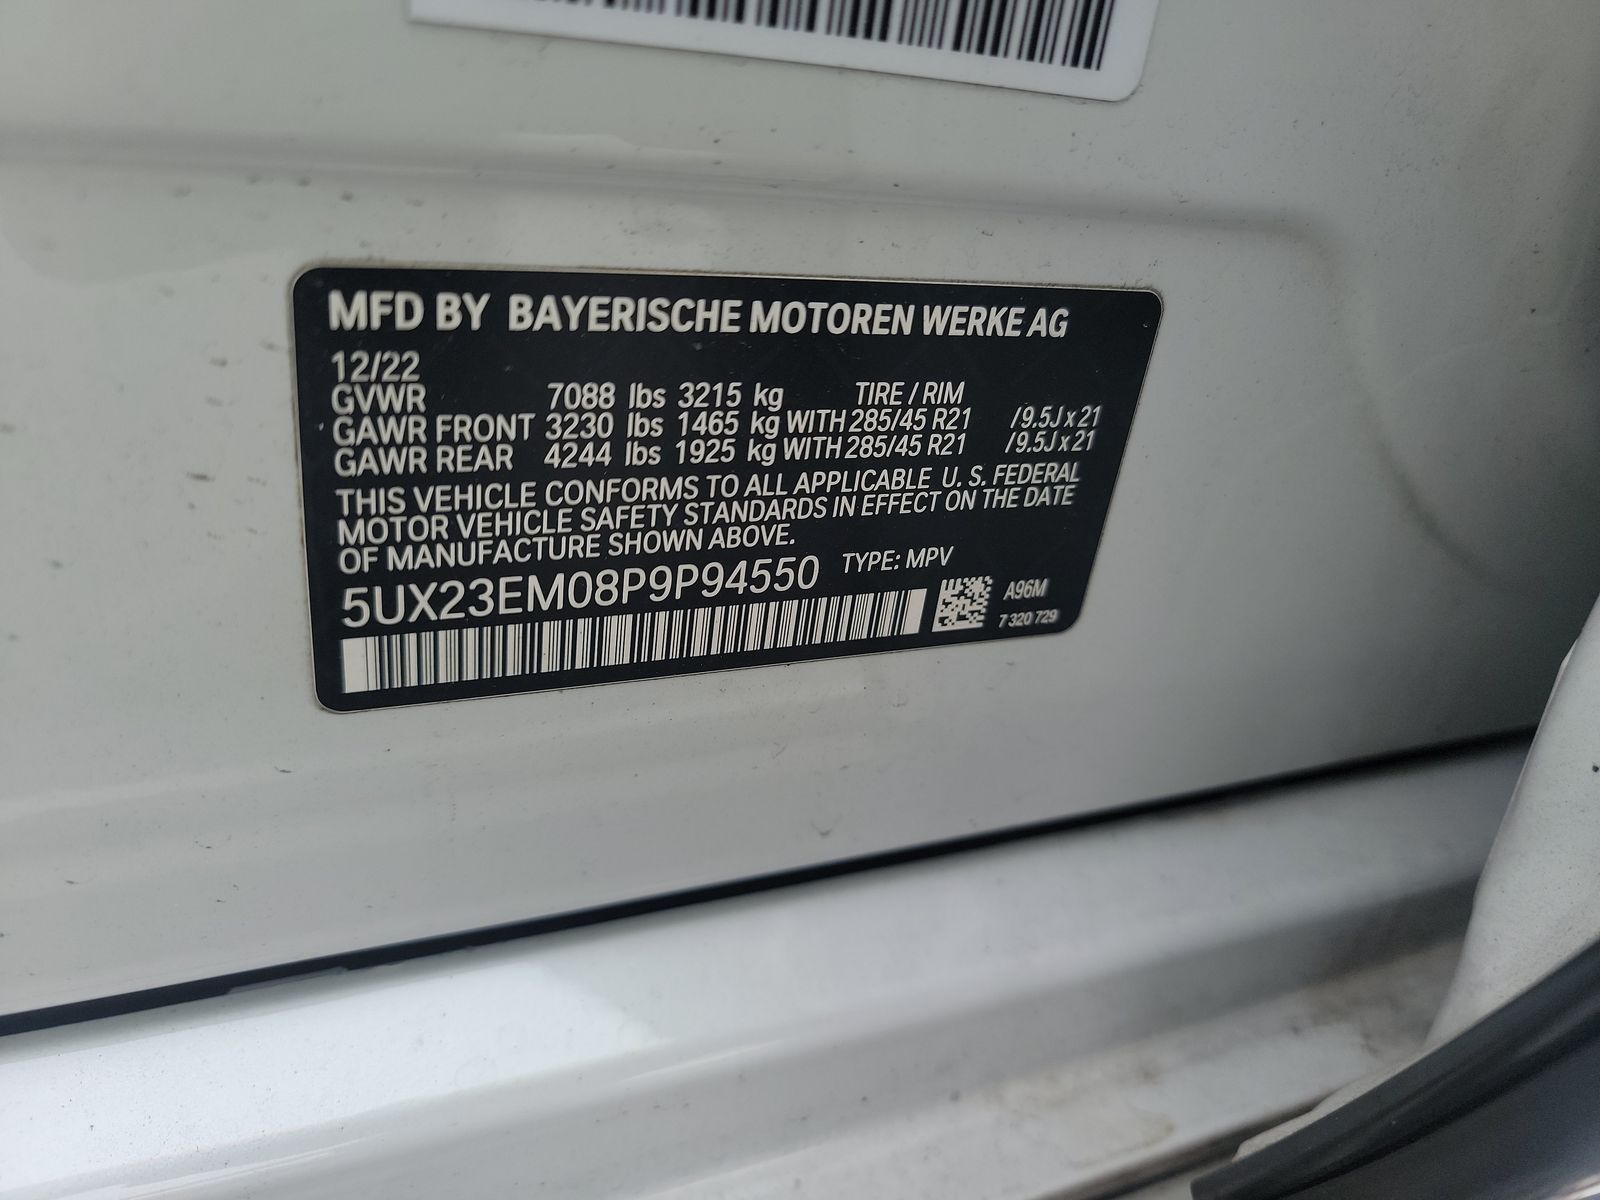 MFD BY BAYERISCHE MOTOREN WERKE AG
12/22
GVWR 7088 lbs 3215 kg TIRE / RIM
GAWR FRONT 3230 lbs 1465 kg WITH 285/45 R21 /9.5J x 21
GAWR REAR 4244 lbs 1925 kg WITH 285/45 R21 /9.5J x 21
THIS VEHICLE CONFORMS TO ALL APPLICABLE U. S. FEDERAL
MOTOR VEHICLE SAFETY STANDARDS IN EFFECT ON THE DATE
OF MANUFACTURE SHOWN ABOVE.
5UX23EM08P9P94550 TYPE: MPV
A96M
7 320 729